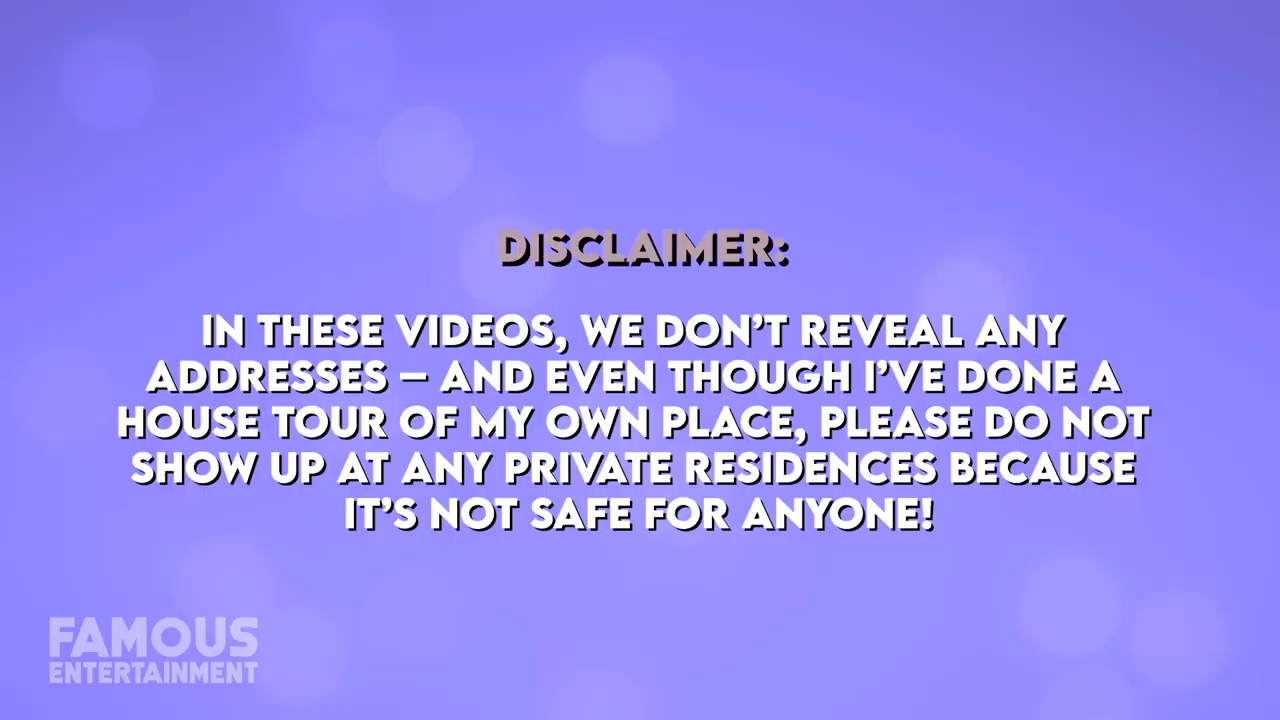 DISCLAIMER:
IN THESE VIDEOS, WE DON’T REVEAL ANY
ADDRESSES – AND EVEN THOUGH I’VE DONE A
HOUSE TOUR OF MY OWN PLACE, PLEASE DO NOT
SHOW UP AT ANY PRIVATE RESIDENCES BECAUSE
IT’S NOT SAFE FOR ANYONE!
FAMOUS
ENTERTAINMENT